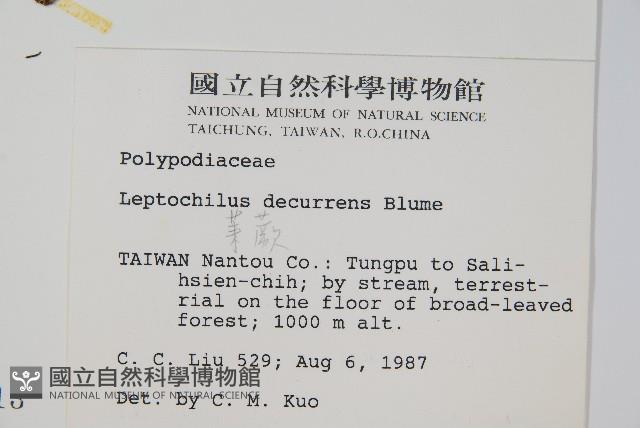 國立自然科學博物館
NATIONAL MUSEUM OF NATURAL SCIENCE
TAICHUNG, TAIWAN, R.O.CHINA
Polypodiaceae
Leptochilus decurrens Blume
萊蕨
TAIWAN Nantou Co.: Tungpu to Sali-
hsien-chih; by stream, terrest-
rial on the floor of broad-leaved
forest; 1000 m alt.
C. C. Liu 529; Aug 6, 1987
國立自然科學博物館
NATIONAL MUSEUM OF NATURAL SCIENCE
Det. by C. M. Kuo